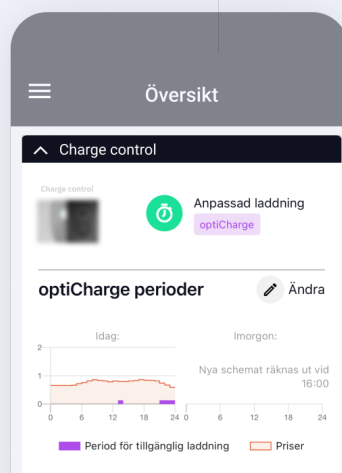 Översikt
Charge control
Charge control
Anpassad laddning
optiCharge
optiCharge perioder
Ändra
Idag:
Imorgon:
2
1
0
0 6 12 18 24
Nya schemat räknas ut vid
16:00
0 6 12 18 24
Period för tillgänglig laddning
Priser